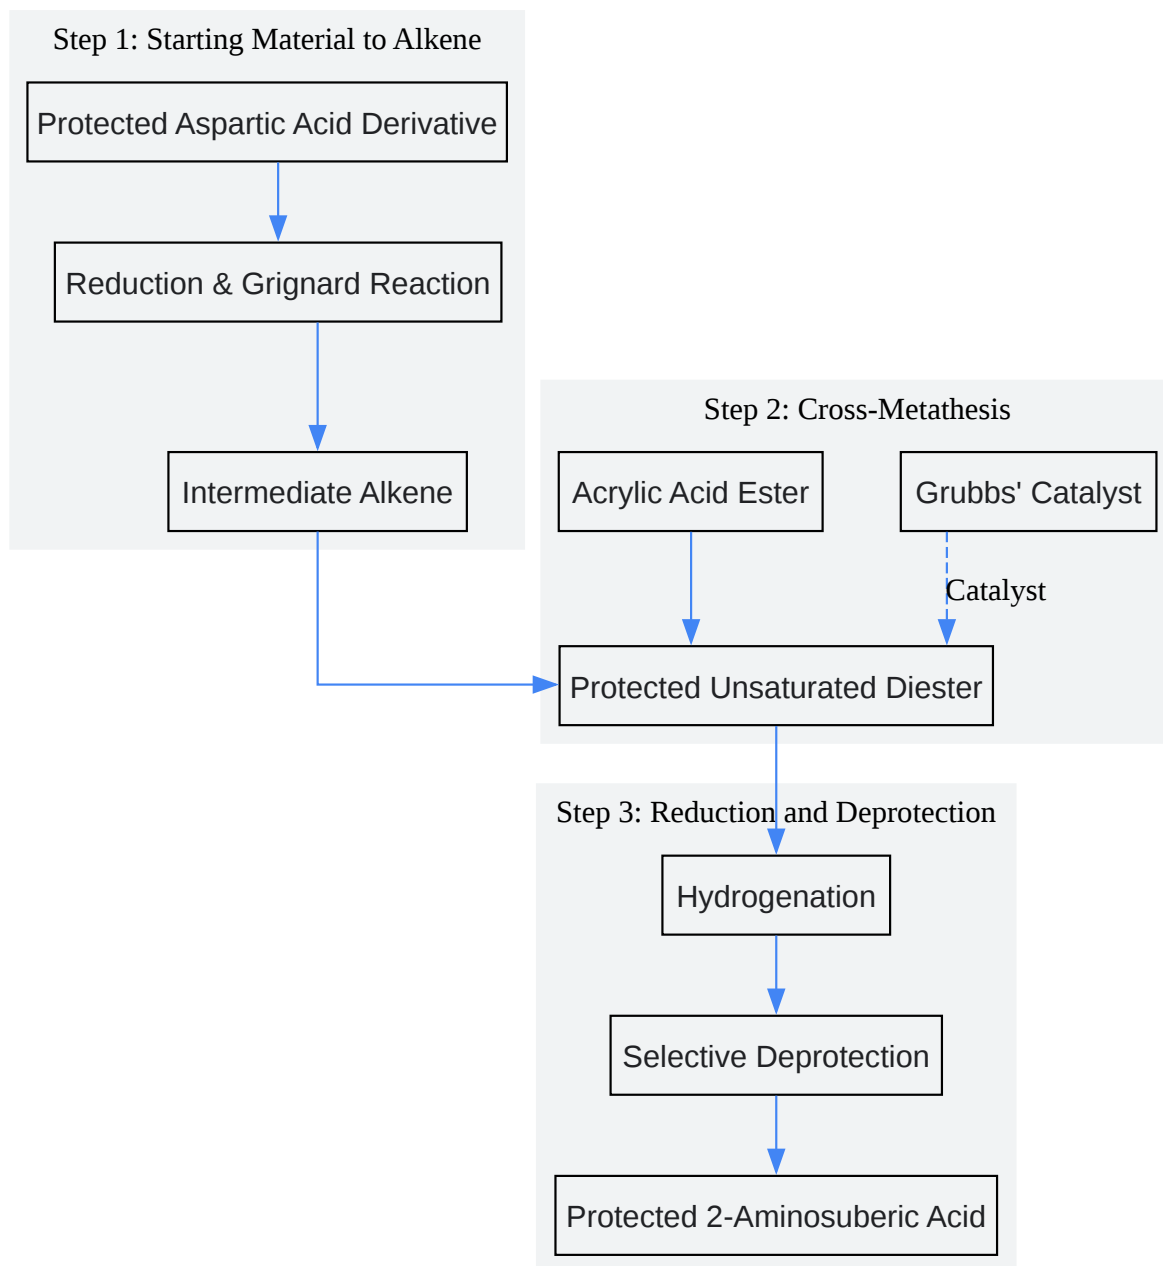 Step 1: Starting Material to Alkene
Protected Aspartic Acid Derivative
Reduction & Grignard Reaction
Intermediate Alkene
Step 2: Cross-Metathesis
Acrylic Acid Ester
Grubbs' Catalyst
Catalyst
Protected Unsaturated Diester
Step 3: Reduction and Deprotection
Hydrogenation
Selective Deprotection
Protected 2-Aminosuberic Acid